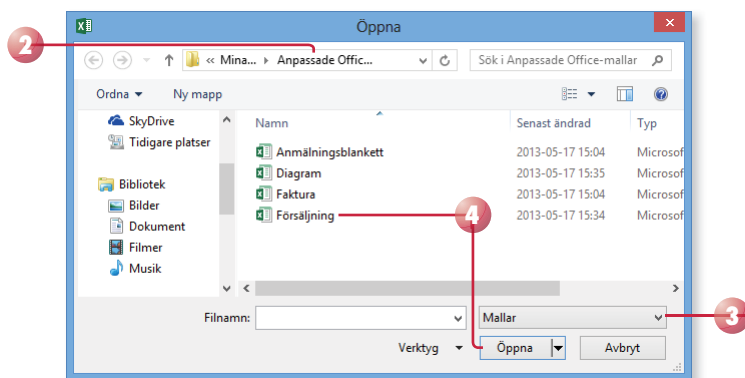 Öppna
2
« Mina... Anpassade Offic...
Sök i Anpassade Office-mallar
Ordna
Ny mapp
SkyDrive
Tidigare platser
Bibliotek
Bilder
Dokument
Filmer
Musik
Namn Senast ändrad Typ
Anmälningsblankett 2013-05-17 15:04 Microsof
Diagram 2013-05-17 15:35 Microsof
Faktura 2013-05-17 15:04 Microsof
Försäljning 2013-05-17 15:34 Microsof
4
Filnamn:
Mallar
3
Verktyg
Öppna
Avbryt